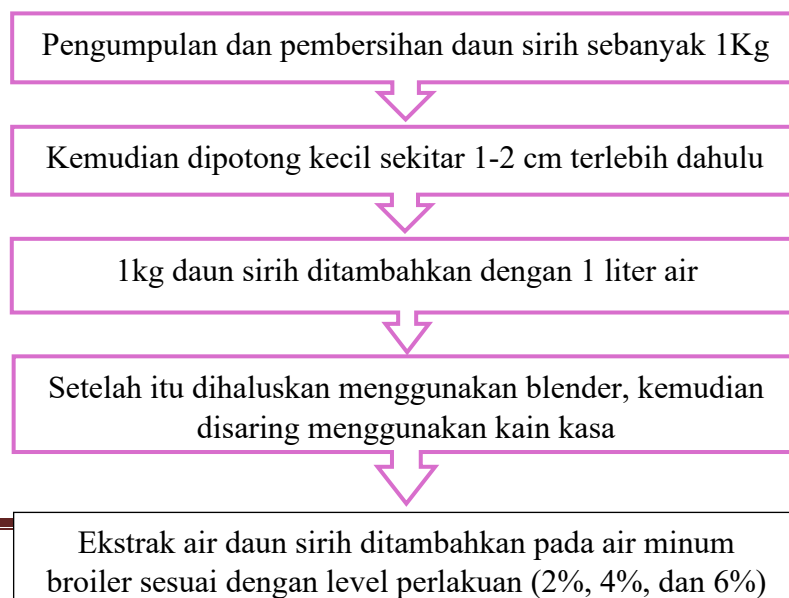 Pengumpulan dan pembersihan daun sirih sebanyak 1Kg
Kemudian dipotong kecil sekitar 1-2 cm terlebih dahulu
1kg daun sirih ditambahkan dengan 1 liter air
Setelah itu dihaluskan menggunakan blender, kemudian
disaring menggunakan kain kasa
Ekstrak air daun sirih ditambahkan pada air minum
broiler sesuai dengan level perlakuan (2%, 4%, dan 6%)